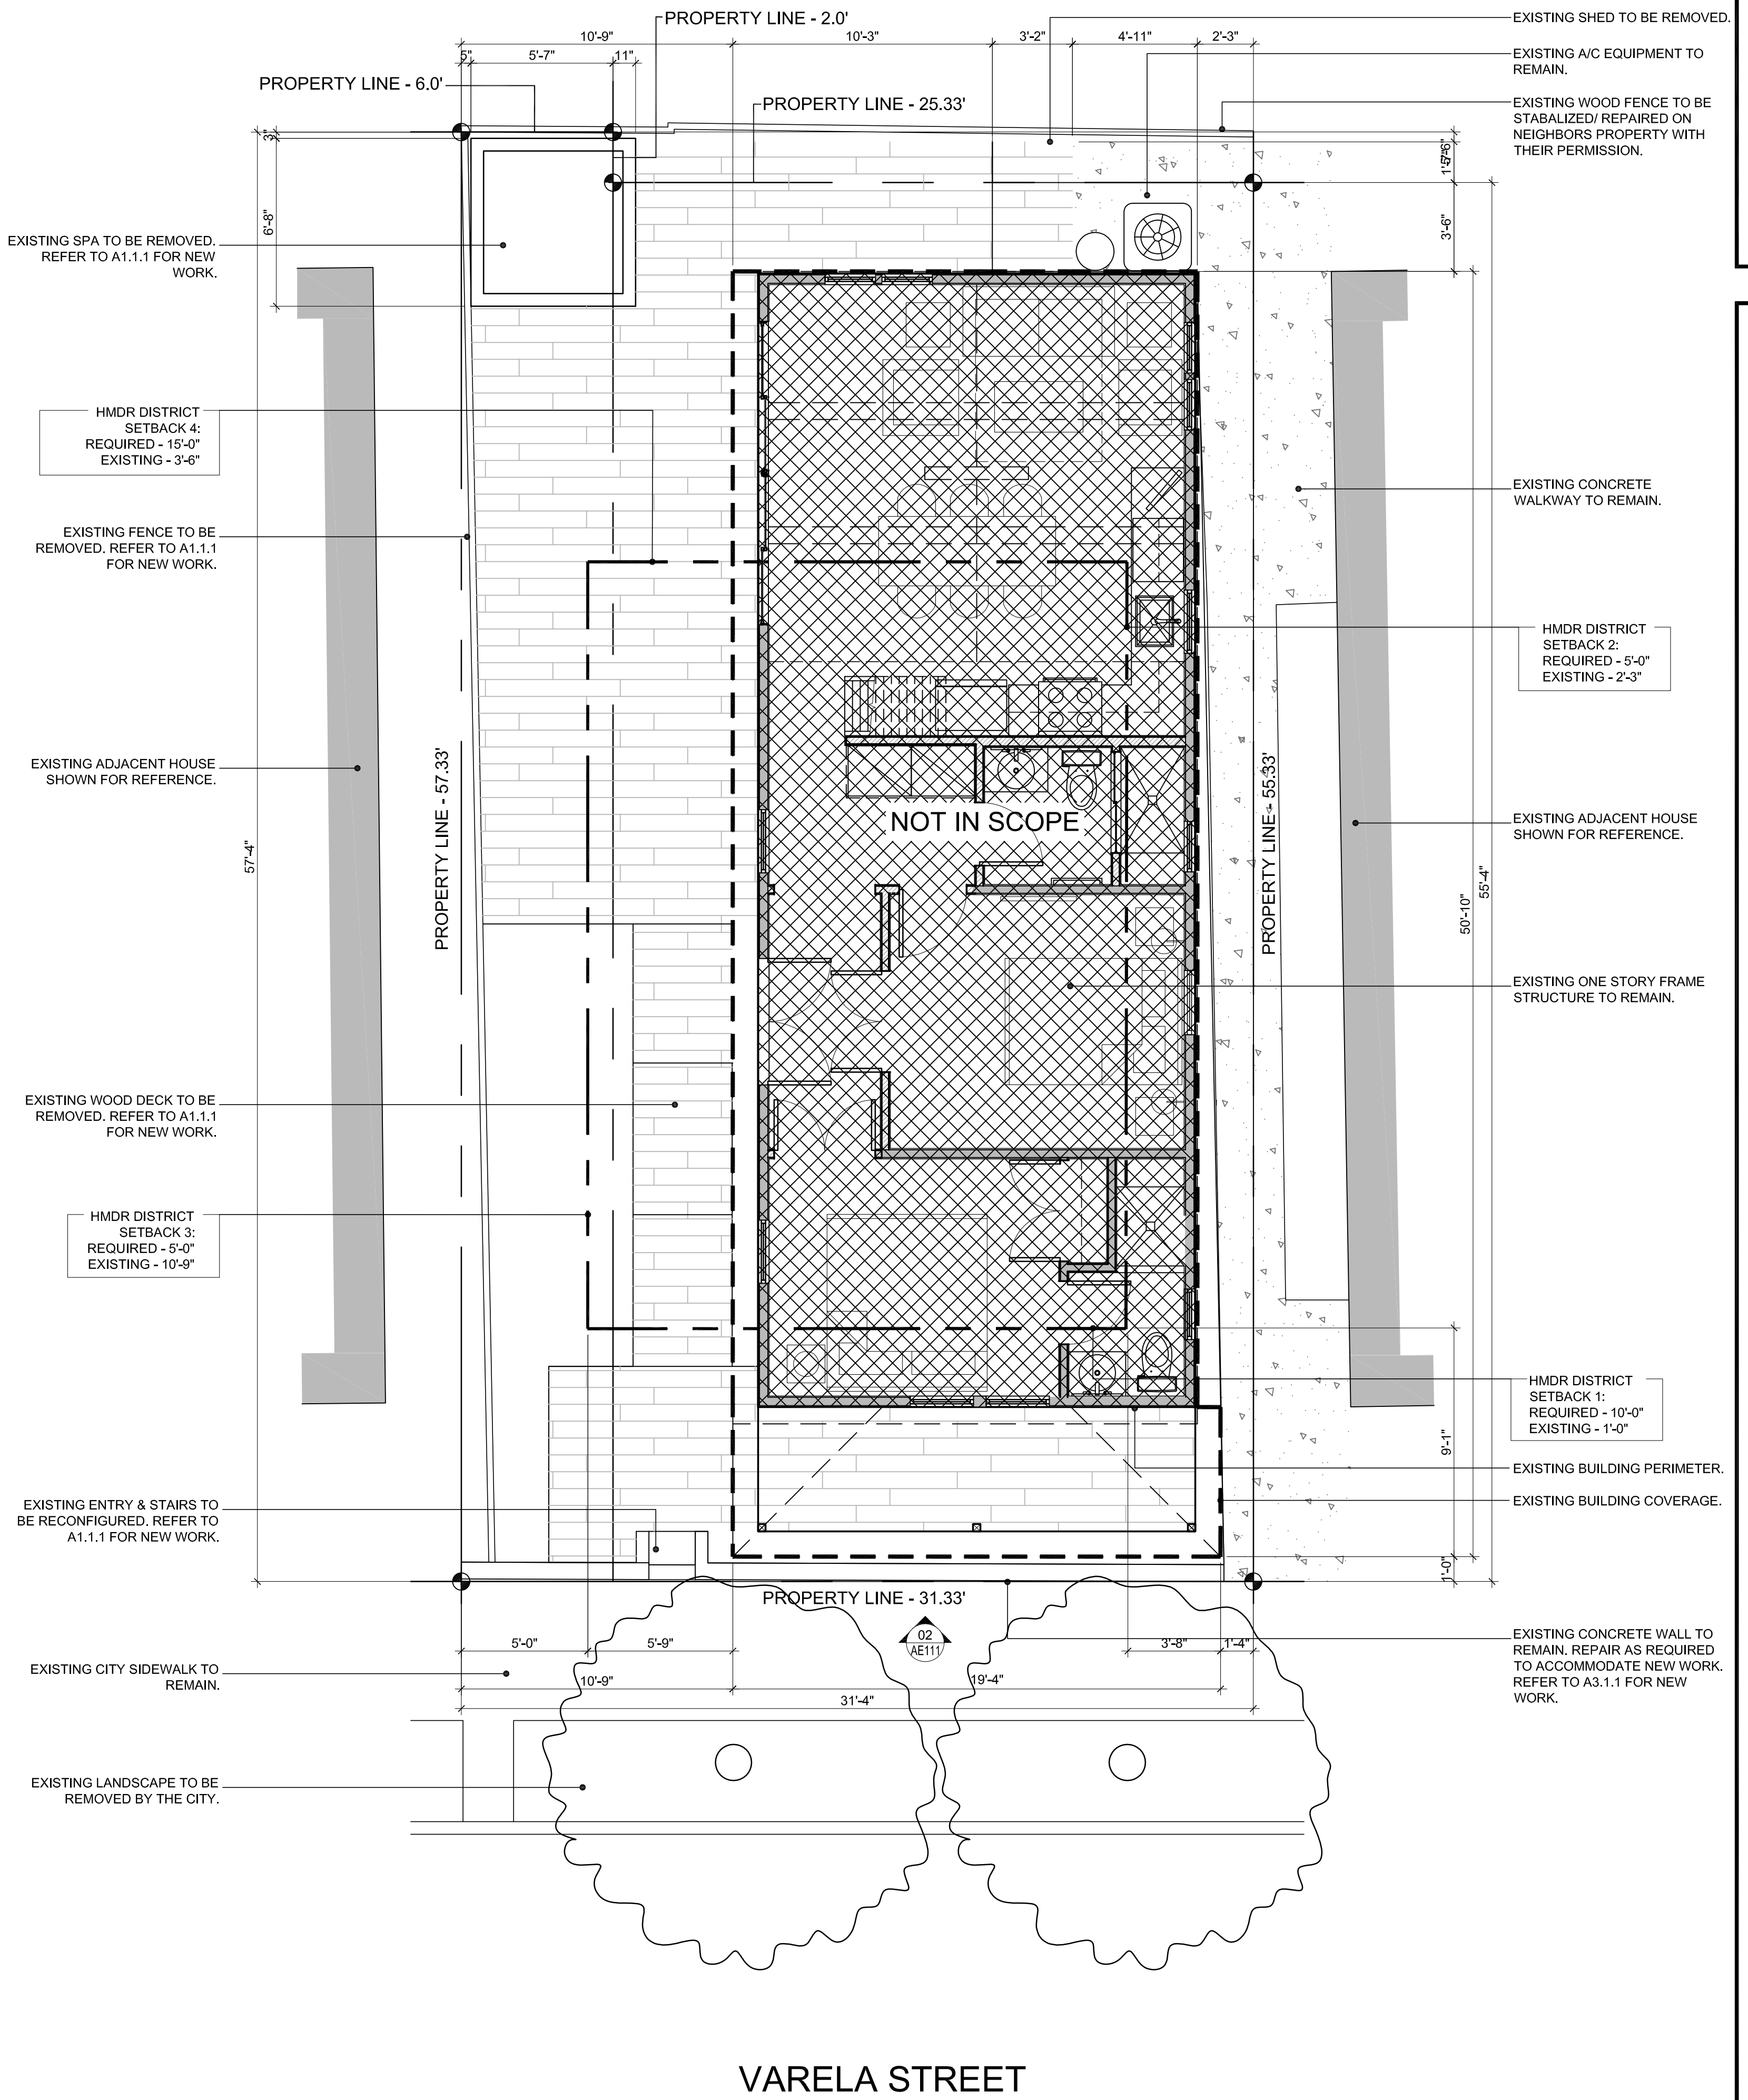 PROPERTY LINE - 2.0'
EXISTING SHED TO BE REMOVED.
10'-9"
10'-3"
3'-2"
4'-11"
2'-3"
5"
5'-7"
11"
EXISTING A/C EQUIPMENT TO
REMAIN.
PROPERTY LINE - 6.0'
PROPERTY LINE - 25.33'
EXISTING WOOD FENCE TO BE
STABALIZED/ REPAIRED ON
NEIGHBORS PROPERTY WITH
THEIR PERMISSION.
3"
6'-8"
3'-6"
EXISTING SPA TO BE REMOVED.
REFER TO A1.1.1 FOR NEW
WORK.
HMDR DISTRICT
SETBACK 4:
REQUIRED - 15'-0"
EXISTING - 3'-6"
EXISTING CONCRETE
WALKWAY TO REMAIN.
EXISTING FENCE TO BE
REMOVED. REFER TO A1.1.1
FOR NEW WORK.
HMDR DISTRICT
SETBACK 2:
REQUIRED - 5'-0"
EXISTING - 2'-3"
EXISTING ADJACENT HOUSE
SHOWN FOR REFERENCE.
PROPERTY LINE - 57.33'
57'-4"
NOT IN SCOPE
PROPERTY LINE - 55.33'
EXISTING ADJACENT HOUSE
SHOWN FOR REFERENCE.
50'-10"
55'-4"
EXISTING ONE STORY FRAME
STRUCTURE TO REMAIN.
EXISTING WOOD DECK TO BE
REMOVED. REFER TO A1.1.1
FOR NEW WORK.
HMDR DISTRICT
SETBACK 3:
REQUIRED - 5'-0"
EXISTING - 10'-9"
HMDR DISTRICT
SETBACK 1:
REQUIRED - 10'-0"
EXISTING - 1'-0"
9'-1"
EXISTING BUILDING PERIMETER.
EXISTING BUILDING COVERAGE.
EXISTING ENTRY & STAIRS TO
BE RECONFIGURED. REFER TO
A1.1.1 FOR NEW WORK.
1'-0"
PROPERTY LINE - 31.33'
02
AE111
5'-0"
5'-9"
3'-8"
1'-4"
EXISTING CONCRETE WALL TO
REMAIN. REPAIR AS REQUIRED
TO ACCOMMODATE NEW WORK.
REFER TO A3.1.1 FOR NEW
WORK.
EXISTING CITY SIDEWALK TO
REMAIN.
10'-9"
19'-4"
31'-4"
EXISTING LANDSCAPE TO BE
REMOVED BY THE CITY.
VARELA STREET